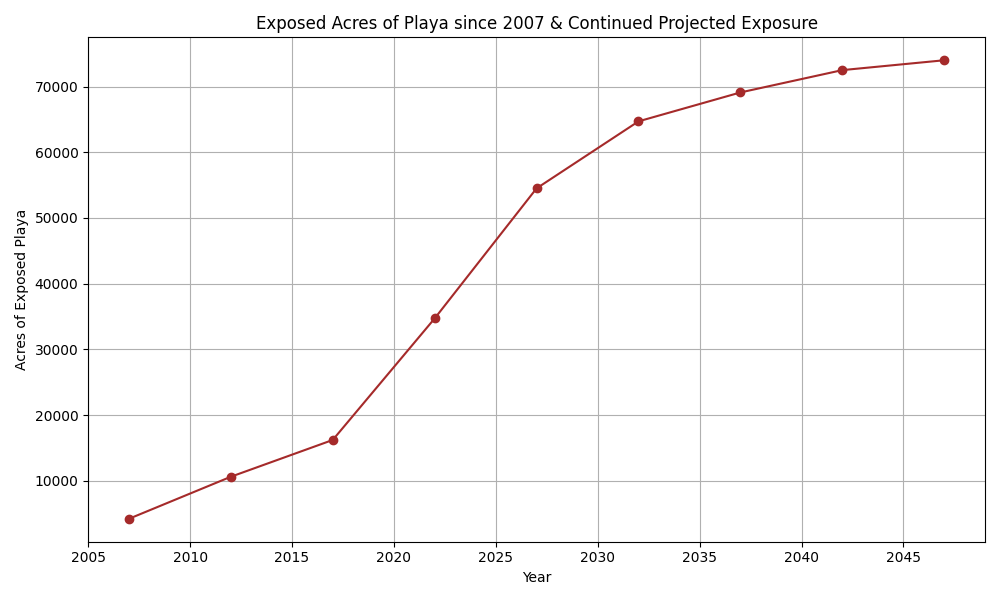 Exposed Acres of Playa since 2007 & Continued Projected Exposure
Acres of Exposed Playa
70000
60000
50000
40000
30000
20000
10000
2005 2010 2015 2020 2025 2030 2035 2040 2045
Year